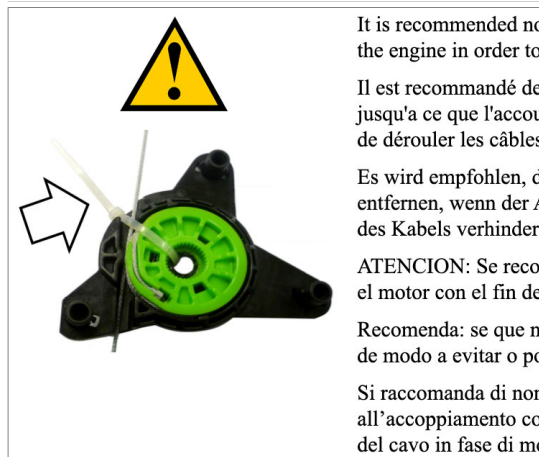 It is recommended
the engine in order to
Il est recommandé de
jusqu'a ce que l'accou
de dérouler les câbles
Es wird empfohlen, d
entfernen, wenn der A
des Kabels verhinder
ATENCION: Se reco
el motor con el fin de
Recomenda: se que n
de modo a evitar o po
Si raccomanda di non
all’accoppiamento co
del cavo in fase di mo